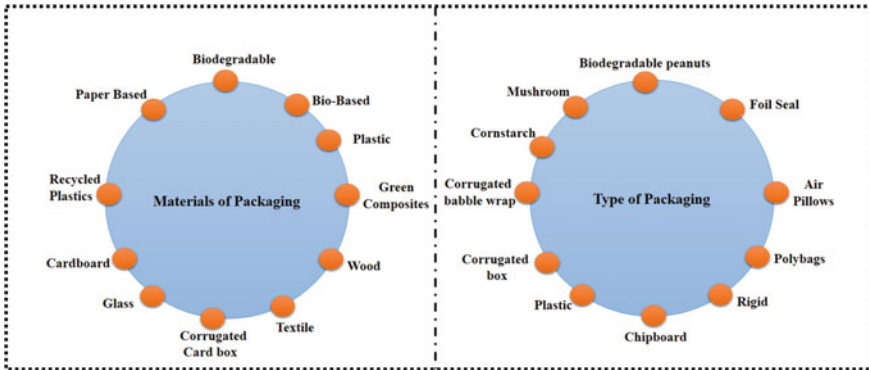 Biodegradable
Paper Based
Bio-Based
Plastic
Recycled
Plastics
Materials of Packaging
Green
Composites
Cardboard
Wood
Glass
Textile
Corrugated
Card box
Biodegradable peanuts
Mushroom
Foil Seal
Cornstarch
Corrugated
babble wrap
Type of Packaging
Air
Pillows
Corrugated
box
Polybags
Plastic
Rigid
Chipboard